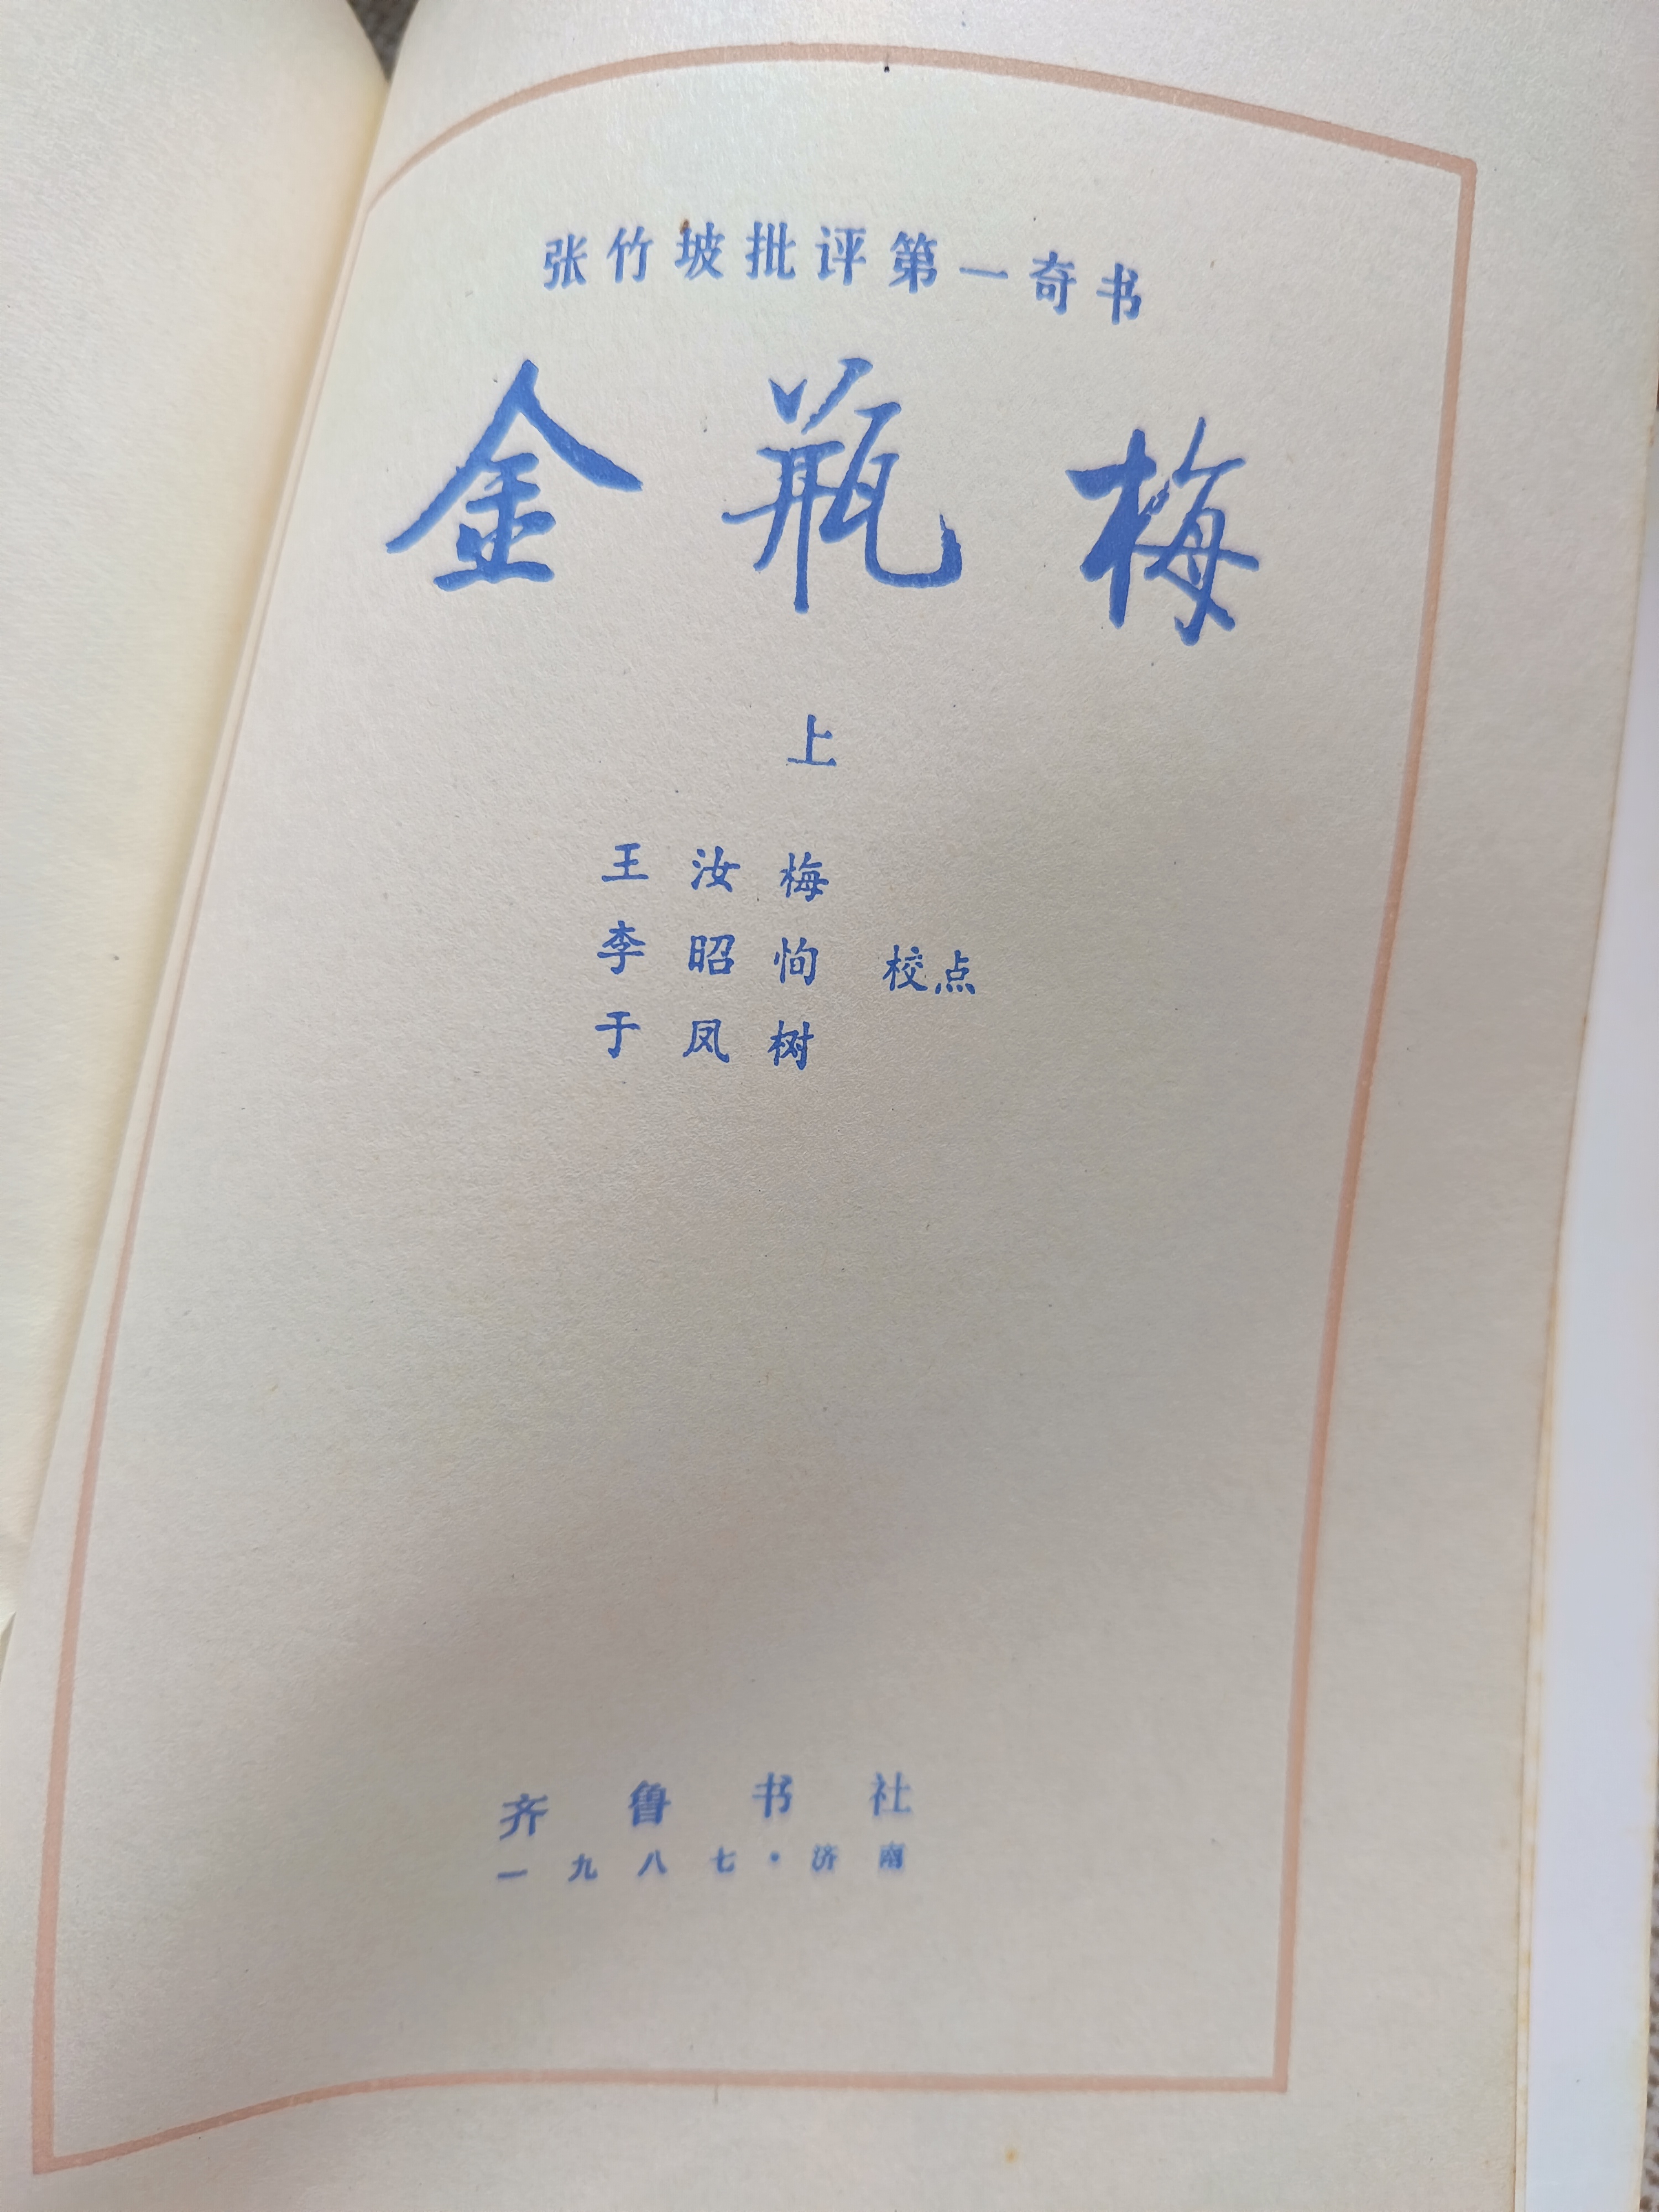 张竹坡批评第一奇书
金瓶梅
上
王汝梅
李昭恂 校点
于凤树
齐鲁书社
一九八七·济南